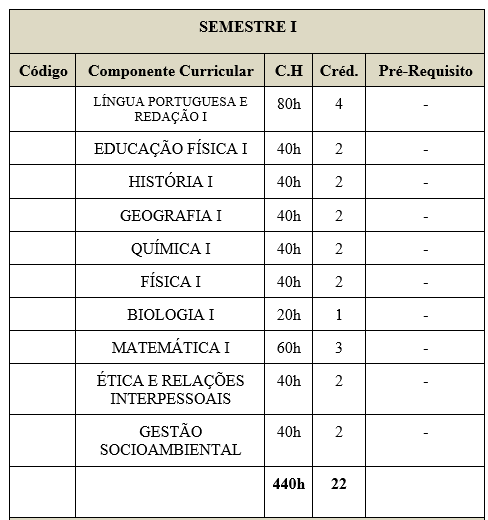 SEMESTRE I
Código Componente Curricular C.H Créd. Pré-Requisito
LÍNGUA PORTUGUESA E
REDAÇÃO I 80h 4 -
EDUCAÇÃO FÍSICA I 40h 2 -
HISTÓRIA I 40h 2 -
GEOGRAFIA I 40h 2 -
QUÍMICA I 40h 2 -
FÍSICA I 40h 2 -
BIOLOGIA I 20h 1 -
MATEMÁTICA I 60h 3 -
ÉTICA E RELAÇÕES
INTERPESSOAIS 40h 2 -
GESTÃO
SOCIOAMBIENTAL 40h 2 -
440h 22